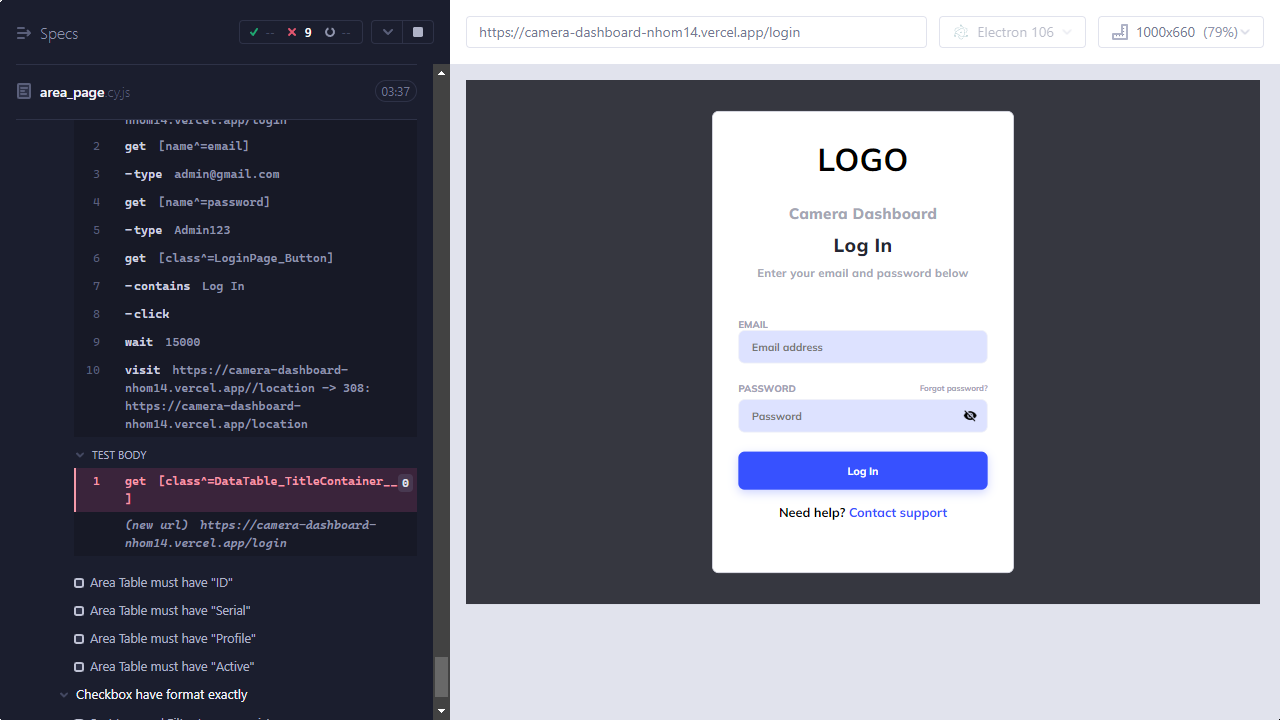 Specs
-- 9 --
area_page.cy.js
03:37
nhom14.vercel.app/login
2 get [name^=email]
3 -type admin@gmail.com
4 get [name^=password]
5 -type Admin123
6 get [class^=LoginPage_Button]
7 -contains Log In
8 -click
9 wait 15000
10 visit https://camera-dashboard-
nhom14.vercel.app//location -> 308:
https://camera-dashboard-
nhom14.vercel.app/location
TEST BODY
1 get [class^=DataTable_TitleContainer__ 0
]
(new url) https://camera-dashboard-
nhom14.vercel.app/login
Area Table must have "ID"
Area Table must have "Serial"
Area Table must have "Profile"
Area Table must have "Active"
Checkbox have format exactly
https://camera-dashboard-nhom14.vercel.app/login
Electron 106
1000x660 (79%)
LOGO
Camera Dashboard
Log In
Enter your email and password below
EMAIL
Email address
PASSWORD
Forgot password?
Password
Log In
Need help? Contact support